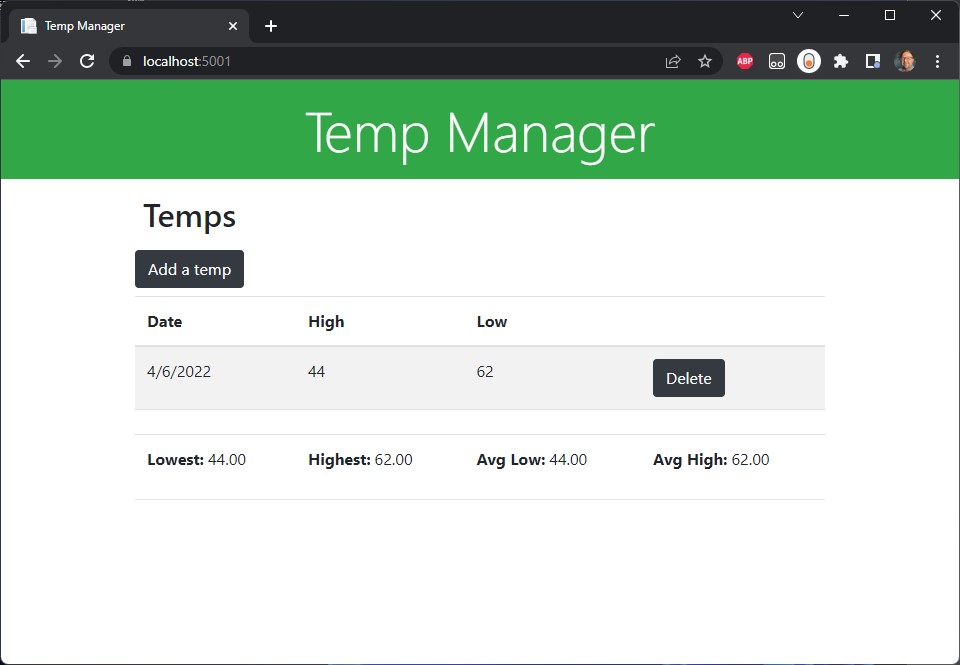 Temp Manager
localhost:5001
ABP
Temp Manager
Temps
Add a temp
Date High Low
4/6/2022 44 62 Delete
Lowest: 44.00 Highest: 62.00 Avg Low: 44.00 Avg High: 62.00